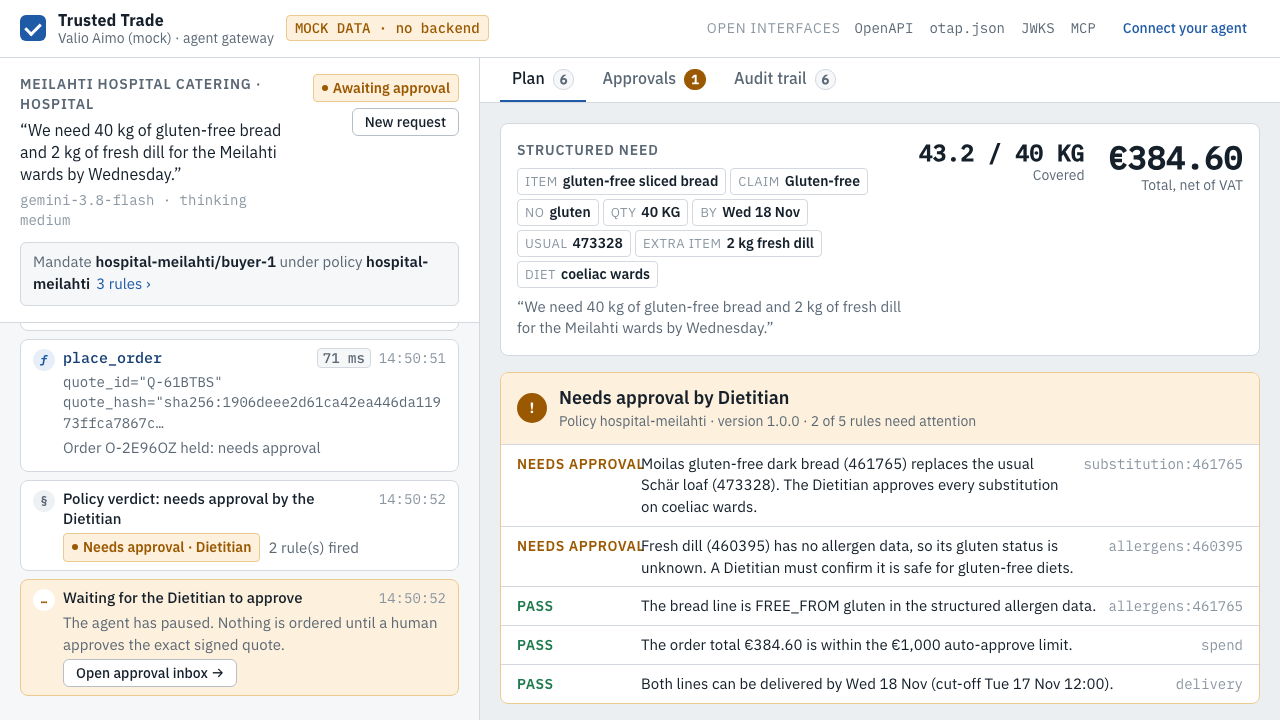 Trusted Trade
Valio Aimo (mock) · agent gateway
MOCK DATA · no backend
OPEN INTERFACES OpenAPI otap.json JWKS MCP Connect your agent
MEILAHTI HOSPITAL CATERING ·
HOSPITAL
Awaiting approval
New request
“We need 40 kg of gluten-free bread
and 2 kg of fresh dill for the Meilahti
wards by Wednesday.”
gemini-3.8-flash · thinking
medium
Mandate hospital-meilahti/buyer-1 under policy hospital-
meilahti 3 rules ›
ƒ place_order 71 ms 14:50:51
quote_id="Q-61BTBS"
quote_hash="sha256:1906deee2d61ca42ea446da119
73ffca7867c…
Order O-2E96OZ held: needs approval
§ Policy verdict: needs approval by the 14:50:52
Dietitian
Needs approval · Dietitian 2 rule(s) fired
… Waiting for the Dietitian to approve 14:50:52
The agent has paused. Nothing is ordered until a human
approves the exact signed quote.
Open approval inbox →
Plan 6 Approvals 1 Audit trail 6
STRUCTURED NEED
ITEM gluten-free sliced bread CLAIM Gluten-free
NO gluten QTY 40 KG BY Wed 18 Nov
USUAL 473328 EXTRA ITEM 2 kg fresh dill
DIET coeliac wards
“We need 40 kg of gluten-free bread and 2 kg of fresh dill
for the Meilahti wards by Wednesday.”
43.2 / 40 KG
Covered
€384.60
Total, net of VAT
! Needs approval by Dietitian
Policy hospital-meilahti · version 1.0.0 · 2 of 5 rules need attention
NEEDS APPROVAL Moilas gluten-free dark bread (461765) replaces the usual substitution:461765
Schär loaf (473328). The Dietitian approves every substitution
on coeliac wards.
NEEDS APPROVAL Fresh dill (460395) has no allergen data, so its gluten status is allergens:460395
unknown. A Dietitian must confirm it is safe for gluten-free diets.
PASS The bread line is FREE_FROM gluten in the structured allergen data. allergens:461765
PASS The order total €384.60 is within the €1,000 auto-approve limit. spend
PASS Both lines can be delivered by Wed 18 Nov (cut-off Tue 17 Nov 12:00). delivery